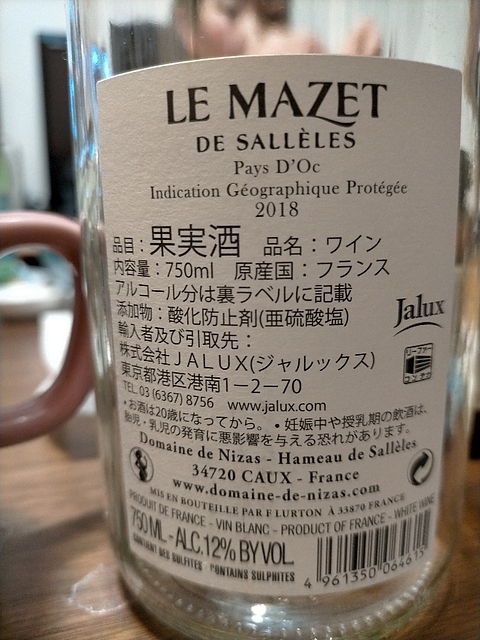 LE MAZET
DE SALLÈLES
Pays D'Oc
Indication Géographique Protégée
2018
品目：果実酒　品名：ワイン
内容量：750ml　原産国：フランス
アルコール分は裏ラベルに記載
添加物：酸化防止剤(亜硫酸塩)
輸入者及び引取先：
株式会社ＪＡＬＵＸ(ジャルックス)
東京都港区港南1－2－70
TEL: 03 (6367) 8756　www.jalux.com
Jalux
リーファー
コンテナ
・お酒は20歳になってから。・妊娠中や授乳期の飲酒は、
胎児・乳児の発育に悪影響を与える恐れがあります。
Domaine de Nizas - Hameau de Sallèles
34720 CAUX - France
www.domaine-de-nizas.com
MIS EN BOUTEILLE PAR F LURTON À 33870 FRANCE
PRODUIT DE FRANCE - VIN BLANC - PRODUCT OF FRANCE - WHITE WINE
750 ML - ALC.12% BY VOL.
CONTIENT DES SULFITES CONTAINS SULPHITES
4 961350 064615